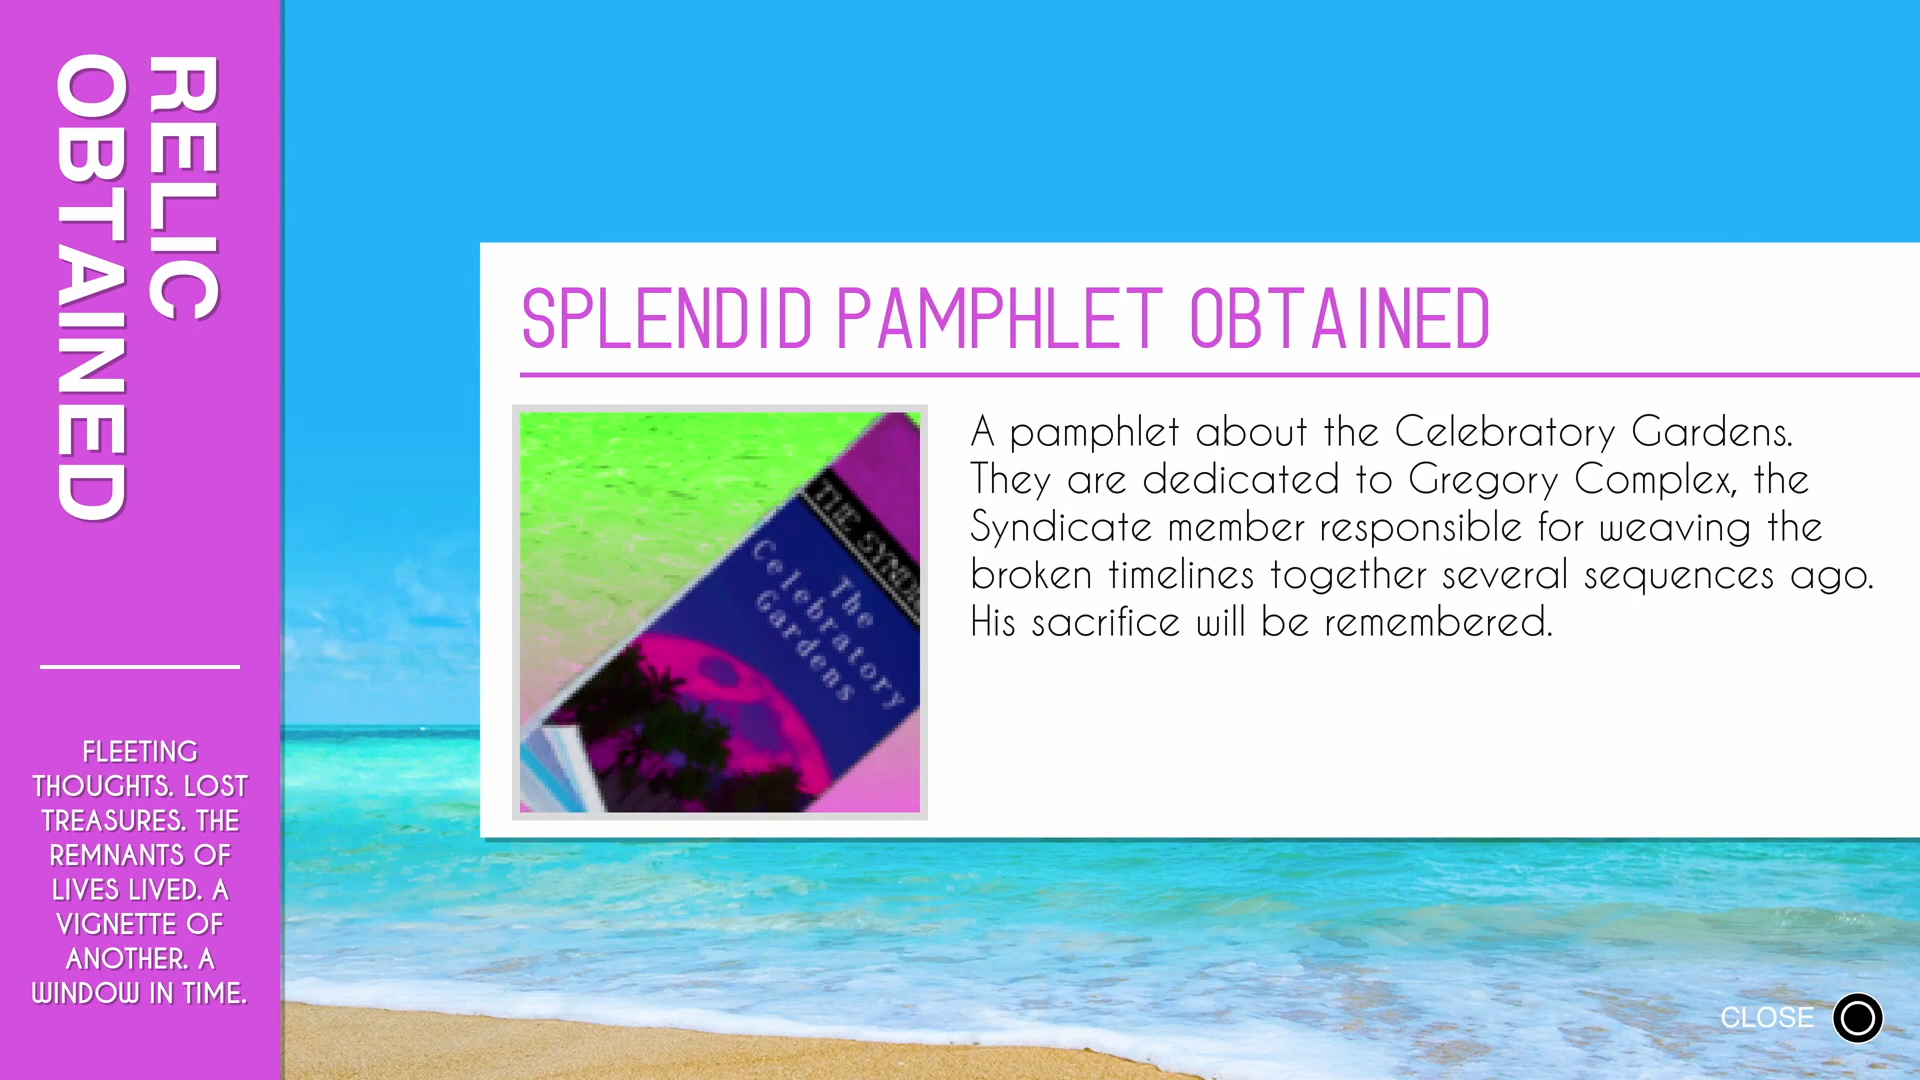 RELIC
OBTAINED
FLEETING
THOUGHTS. LOST
TREASURES. THE
REMNANTS OF
LIVES LIVED. A
VIGNETTE OF
ANOTHER. A
WINDOW IN TIME.
SPLENDID PAMPHLET OBTAINED
THE SYNDI
The
Celebratory
Gardens
A pamphlet about the Celebratory Gardens.
They are dedicated to Gregory Complex, the
Syndicate member responsible for weaving the
broken timelines together several sequences ago.
His sacrifice will be remembered.
CLOSE